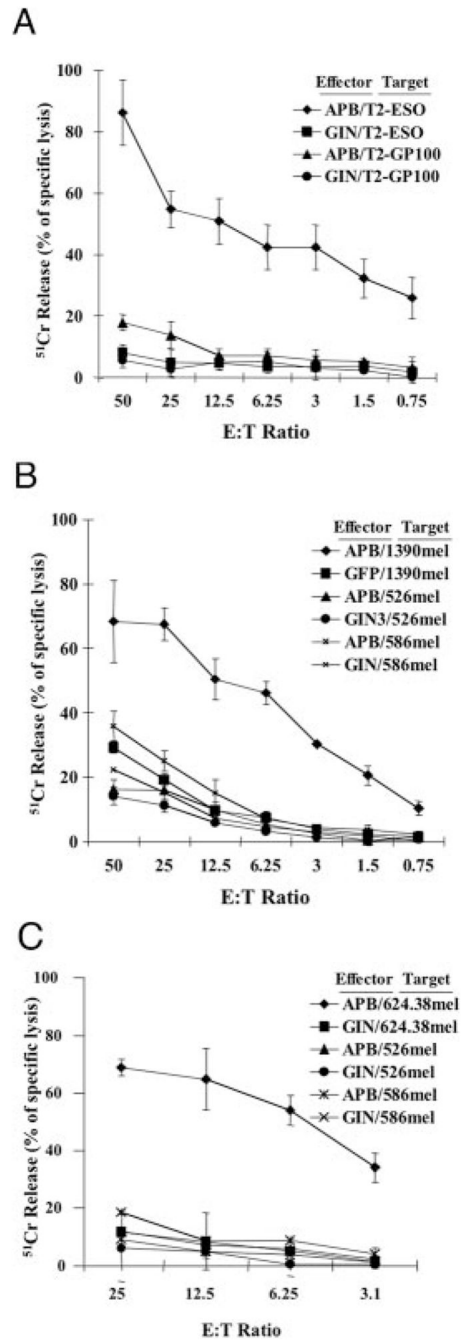 A
100
80
60
40
20
0
50 25 12.5 6.25 3 1.5 0.75
⁵¹Cr Release (% of specific lysis)
E:T Ratio
Effector Target
APB/T2-ESO
GIN/T2-ESO
APB/T2-GP100
GIN/T2-GP100
B
100
80
60
40
20
0
50 25 12.5 6.25 3 1.5 0.75
⁵¹Cr Release (% of specific lysis)
E:T Ratio
Effector Target
APB/1390mel
GFP/1390mel
APB/526mel
GIN3/526mel
APB/586mel
GIN/586mel
C
100
80
60
40
20
0
25 12.5 6.25 3.1
⁵¹Cr Release (% of specific lysis)
E:T Ratio
Effector Target
APB/624.38mel
GIN/624.38mel
APB/526mel
GIN/526mel
APB/586mel
GIN/586mel